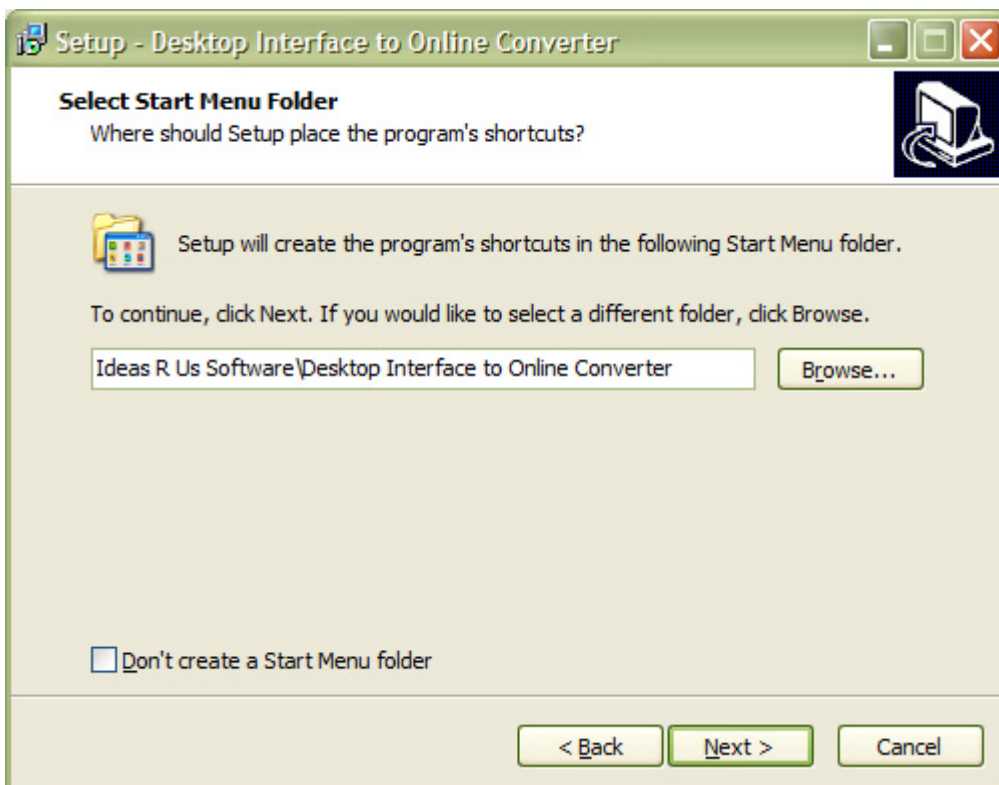 Setup - Desktop Interface to Online Converter
Select Start Menu Folder
Where should Setup place the program's shortcuts?
Setup will create the program's shortcuts in the following Start Menu folder.
To continue, click Next. If you would like to select a different folder, click Browse.
Ideas R Us Software\Desktop Interface to Online Converter
Browse...
Don't create a Start Menu folder
< Back
Next >
Cancel